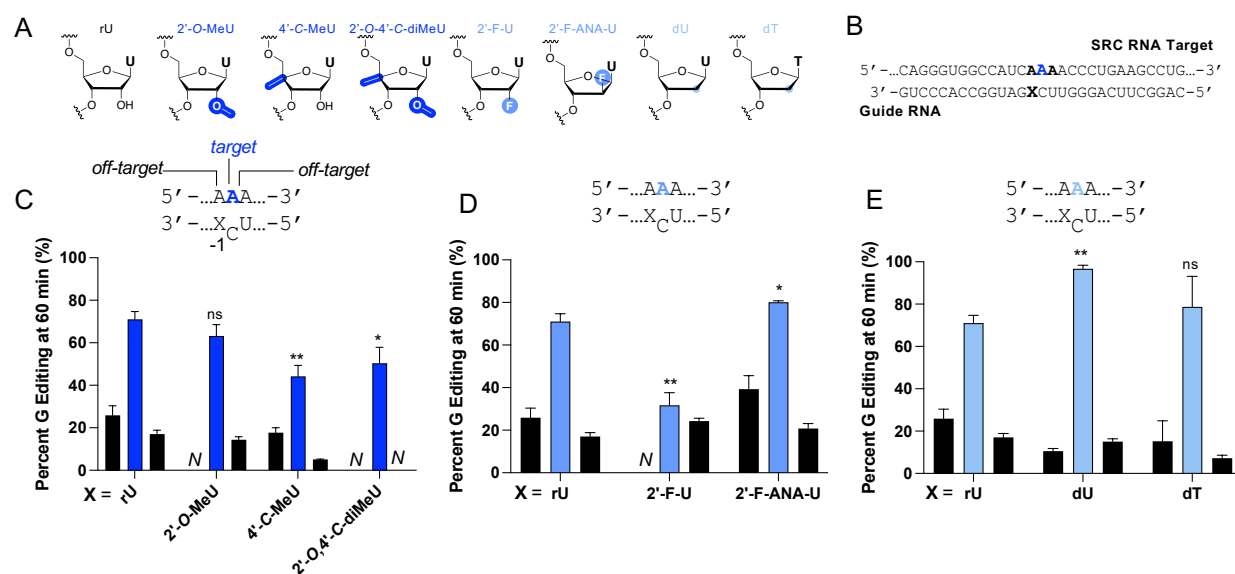 A
rU
2'-O-MeU
4'-C-MeU
2'-O-4'-C-diMeU
2'-F-U
2'-F-ANA-U
dU
dT
O U O OH
O U O O
O U O OH
O U O O
O U O F
O U F O
O U O
O T O
B
SRC RNA Target
5'-…CAGGGTGGCCATCAAAACCCTGAAGCCTG…-3'
3'-GUCCCACCGGUAGXCUUGGGACUUCGGAC-5'
Guide RNA
target
off-target
off-target
5'-…AAA…-3'
3'-…XCU…-5'
-1
C
Percent G Editing at 60 min (%)
100
80
60
40
20
0
ns
**
*
N
N
N
X = rU
2'-O-MeU
4'-C-MeU
2'-O,4'-C-diMeU
D
5'-…AAA…-3'
3'-…XCU…-5'
Percent G Editing at 60 min (%)
100
80
60
40
20
0
**
*
N
X = rU
2'-F-U
2'-F-ANA-U
E
5'-…AAA…-3'
3'-…XCU…-5'
Percent G Editing at 60 min (%)
100
80
60
40
20
0
**
ns
X = rU
dU
dT